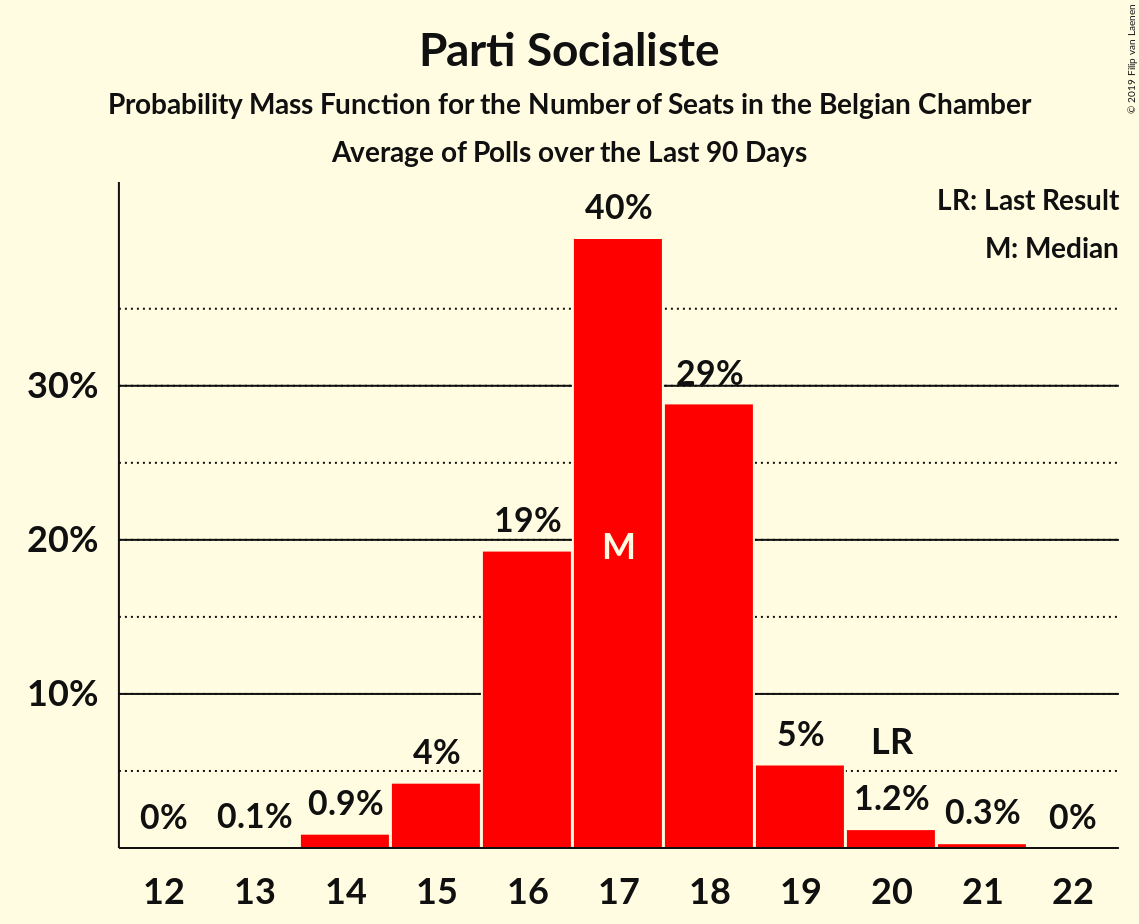 Parti Socialiste
Probability Mass Function for the Number of Seats in the Belgian Chamber
Average of Polls over the Last 90 Days
© 2019 Filip van Laenen
LR: Last Result
M: Median
40%
30%
29%
20%
19%
M
10%
5%
LR
4%
0%
0.1%
0.9%
1.2%
0.3%
0%
12 13 14 15 16 17 18 19 20 21 22